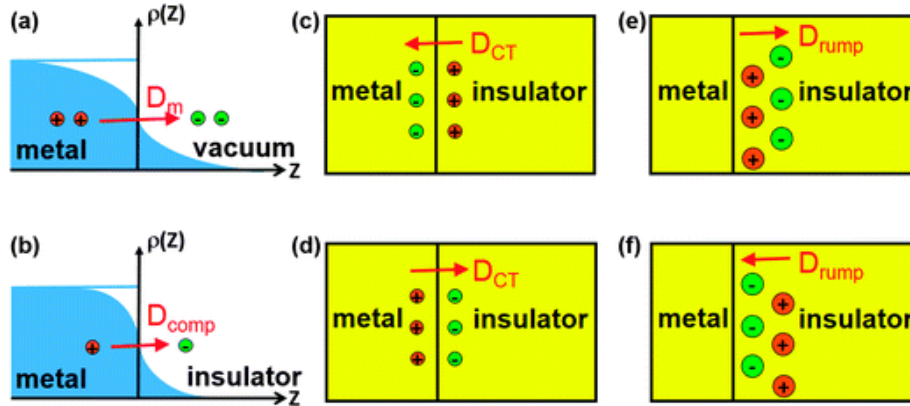 (a)
ρ(Z)
D_m
+ +
- -
metal
vacuum
Z
(b)
ρ(Z)
D_comp
+
-
metal
insulator
Z
(c)
D_CT
- +
metal
insulator
- +
- +
(d)
D_CT
+ -
metal
insulator
+ -
+ -
(e)
D_rump
-
+
metal
insulator
-
+
-
+
(f)
D_rump
-
+
metal
insulator
-
+
-
+